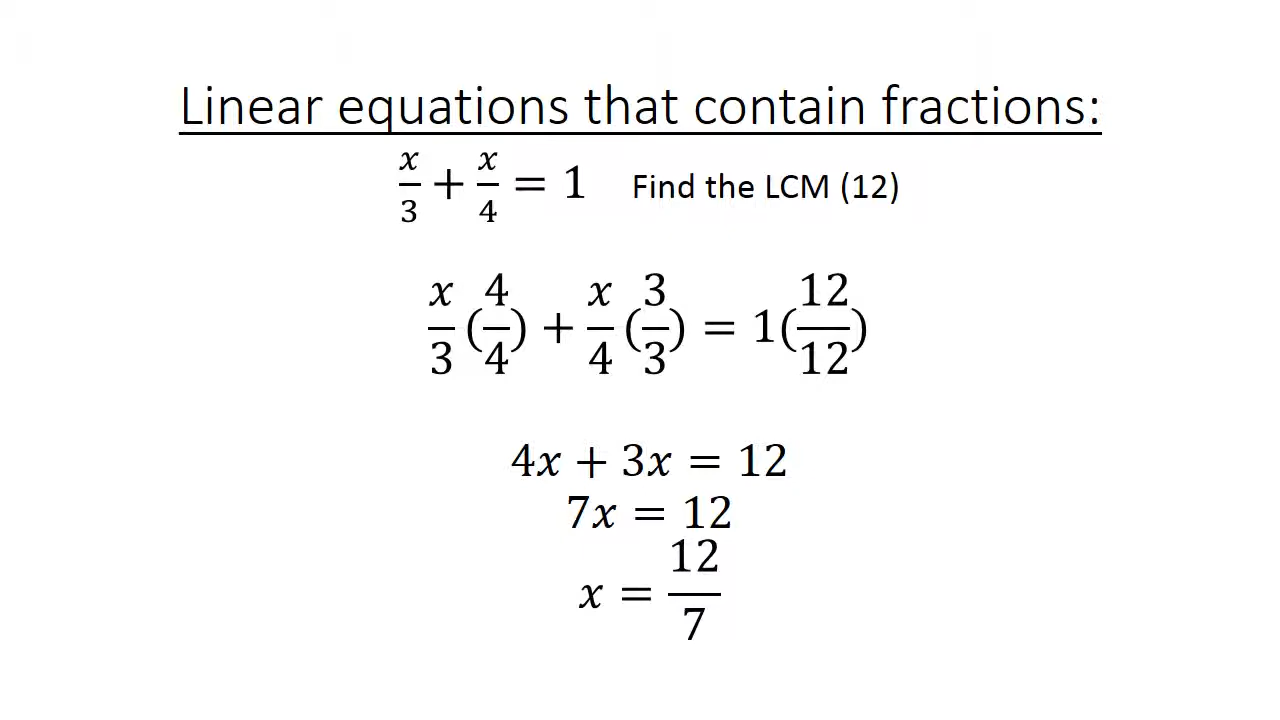 Linear equations that contain fractions:
x/3 + x/4 = 1 Find the LCM (12)
x/3 (4/4) + x/4 (3/3) = 1(12/12)
4x + 3x = 12
7x = 12
x = 12/7